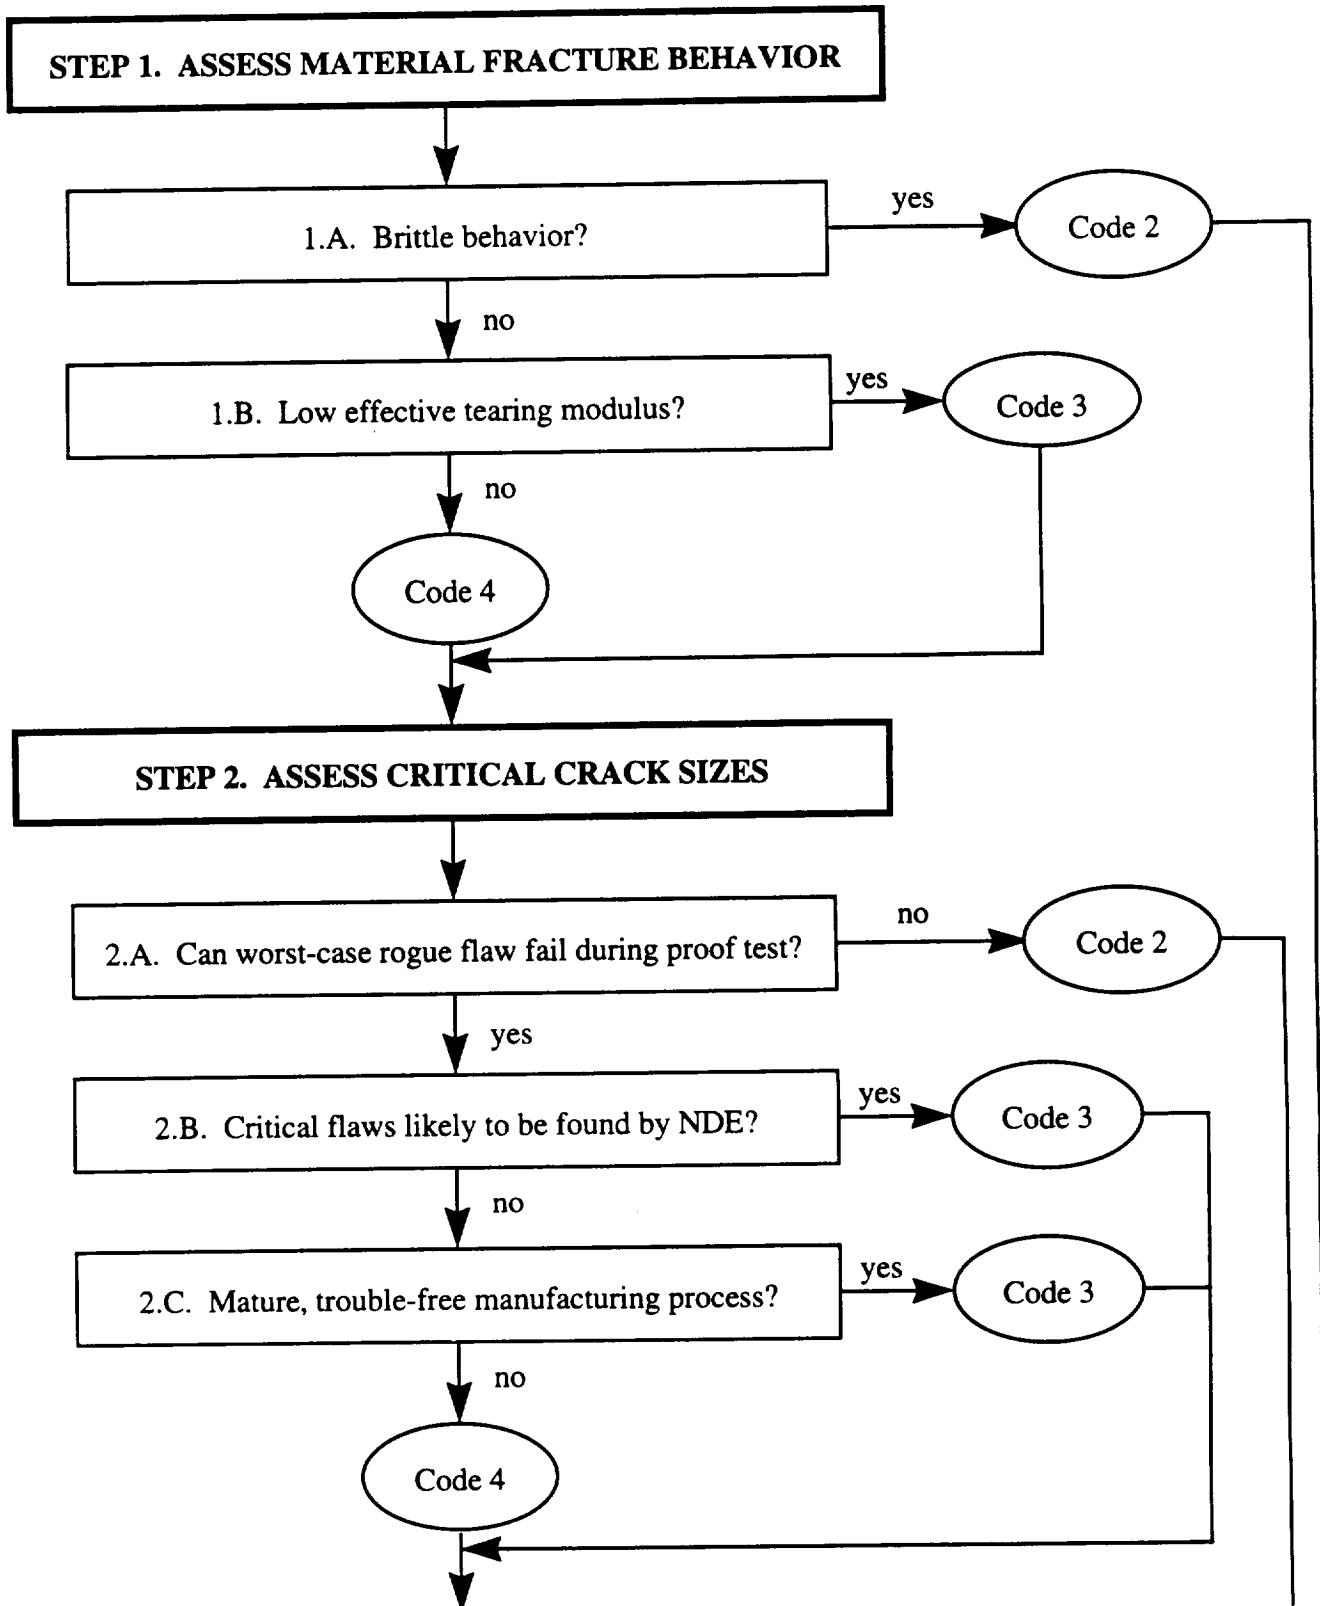 STEP 1. ASSESS MATERIAL FRACTURE BEHAVIOR
1.A. Brittle behavior?
yes
Code 2
no
1.B. Low effective tearing modulus?
yes
Code 3
no
Code 4
STEP 2. ASSESS CRITICAL CRACK SIZES
2.A. Can worst-case rogue flaw fail during proof test?
no
Code 2
yes
2.B. Critical flaws likely to be found by NDE?
yes
Code 3
no
2.C. Mature, trouble-free manufacturing process?
yes
Code 3
no
Code 4